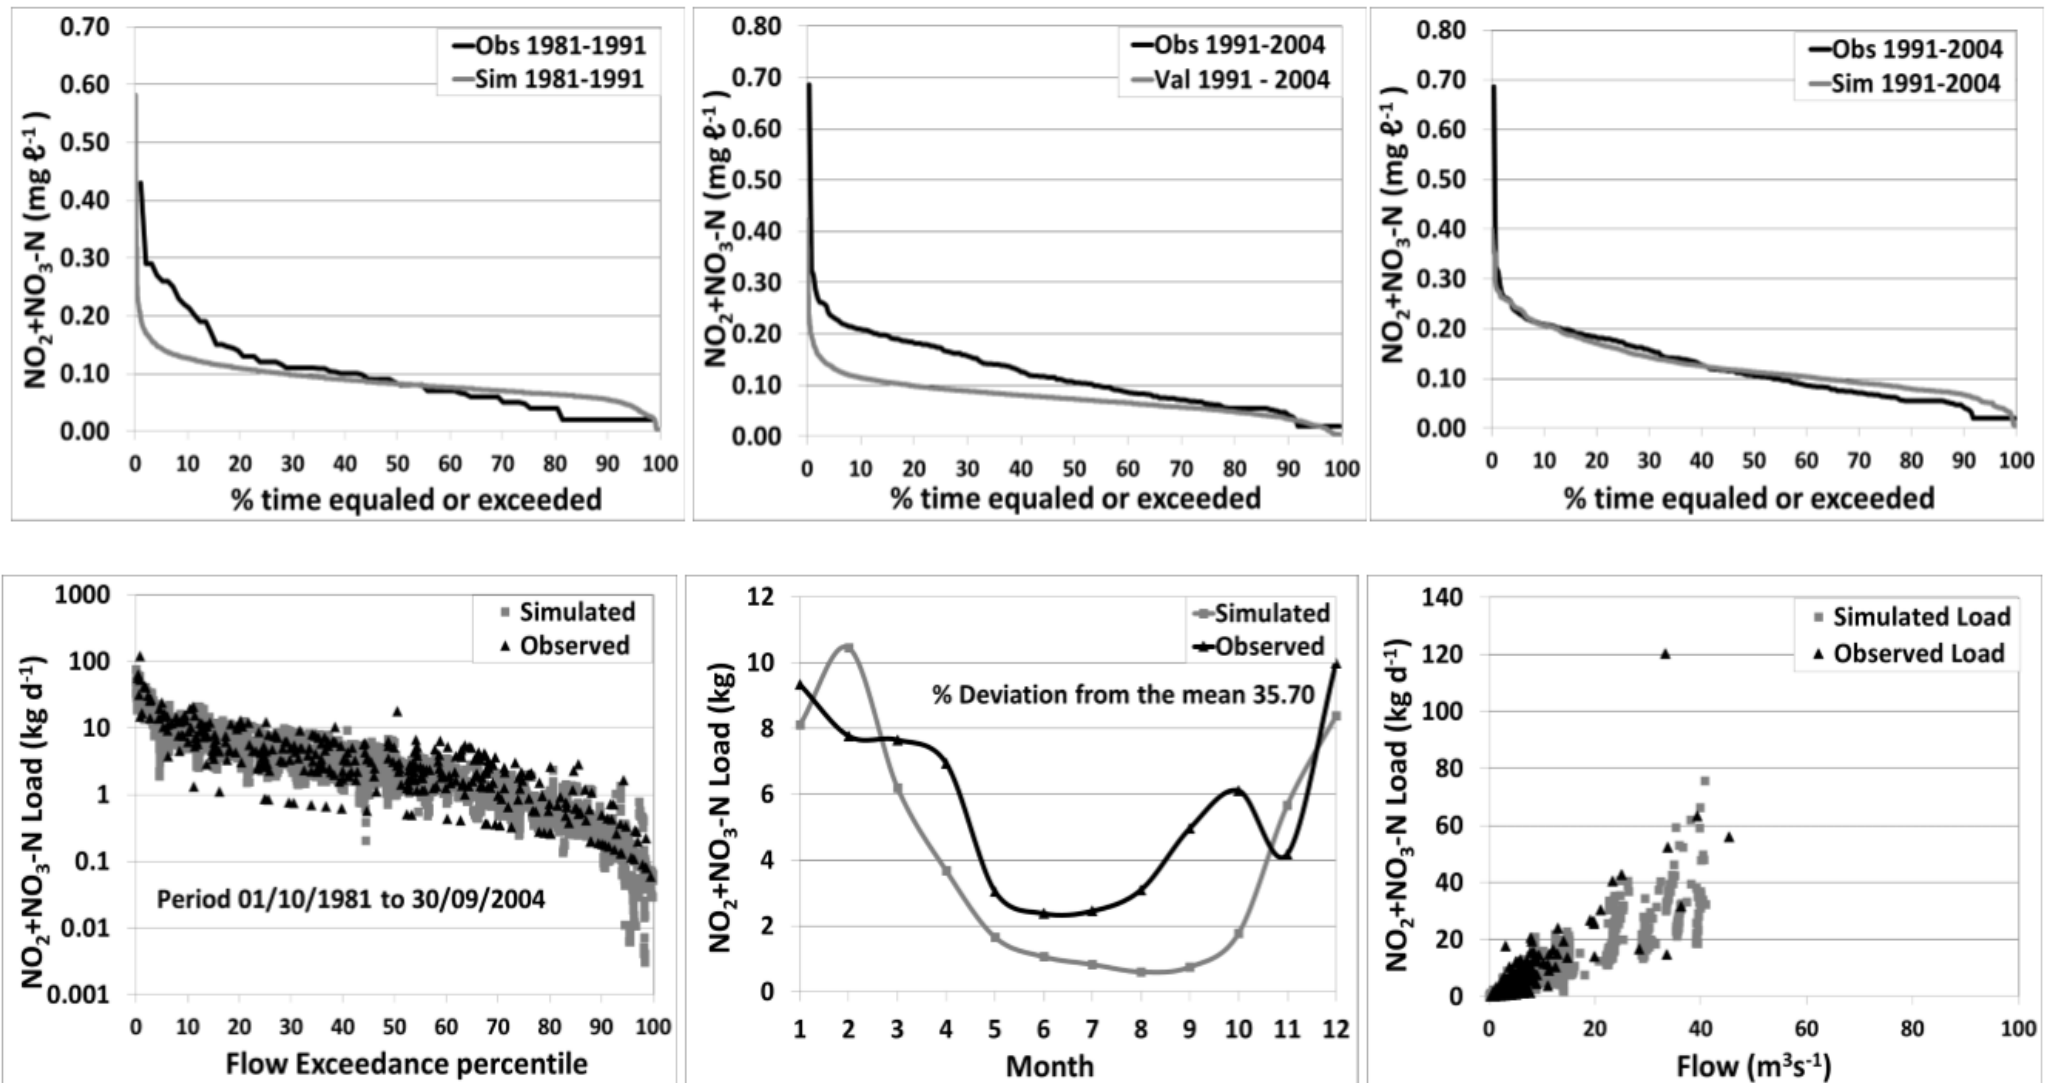 0.70
0.60
0.50
0.40
0.30
0.20
0.10
0.00
NO₂+NO₃-N (mg ℓ⁻¹ )
Obs 1981-1991
Sim 1981-1991
0 10 20 30 40 50 60 70 80 90 100
% time equaled or exceeded
0.80
0.70
0.60
0.50
0.40
0.30
0.20
0.10
0.00
NO₂+NO₃-N (mg ℓ⁻¹ )
Obs 1991-2004
Val 1991 - 2004
0 10 20 30 40 50 60 70 80 90 100
% time equaled or exceeded
0.80
0.70
0.60
0.50
0.40
0.30
0.20
0.10
0.00
NO₂+NO₃-N (mg ℓ⁻¹ )
Obs 1991-2004
Sim 1991-2004
0 10 20 30 40 50 60 70 80 90 100
% time equaled or exceeded
1000
100
10
1
0.1
0.01
0.001
NO₂+NO₃-N Load (kg d⁻¹)
Simulated
Observed
Period 01/10/1981 to 30/09/2004
0 10 20 30 40 50 60 70 80 90 100
Flow Exceedance percentile
12
10
8
6
4
2
0
NO₂+NO₃-N Load (kg)
Simulated
Observed
% Deviation from the mean 35.70
1 2 3 4 5 6 7 8 9 10 11 12
Month
140
120
100
80
60
40
20
0
NO₂+NO₃-N Load (kg d⁻¹)
Simulated Load
Observed Load
0 20 40 60 80 100
Flow (m³s⁻¹)